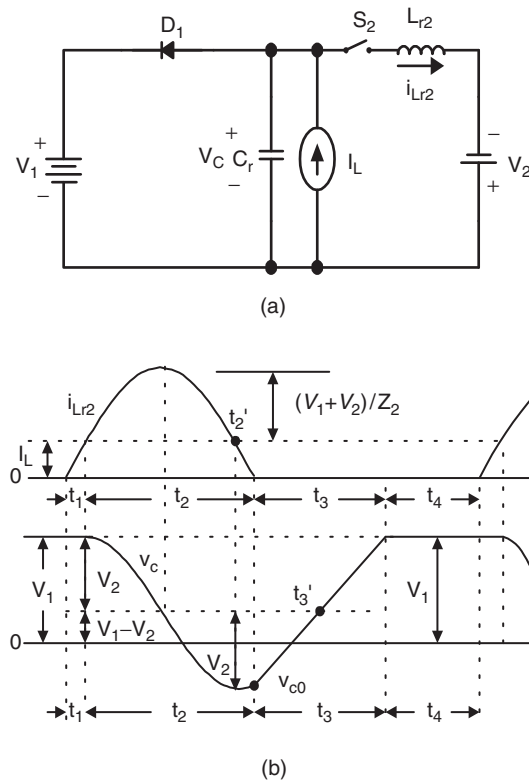 D1 S2 Lr2
iLr2
+ + −
V1 VC Cr IL V2
− − +
(a)
iLr2
t2'
(V1+V2)/Z2
IL
0
t1 t2 t3 t4
vc
V2
V1 t3' V1
V1−V2
0
V2
vc0
t1 t2 t3 t4
(b)